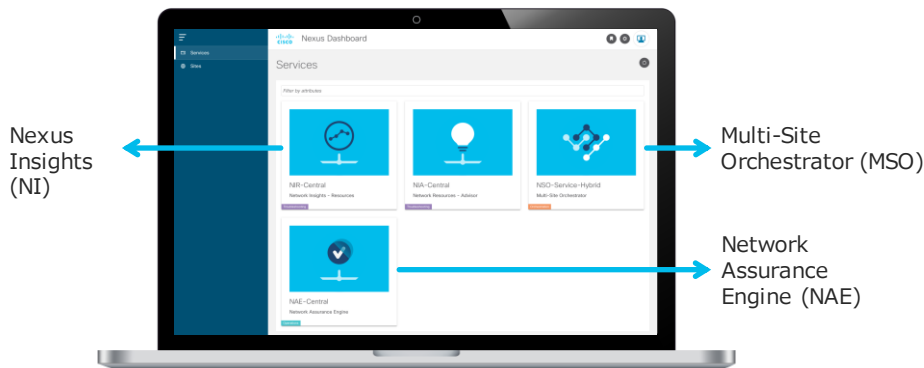 CISCO
Nexus Dashboard
Services
Sites
Services
Filter by attributes
NIR-Central
Network Insights - Resources
NIA-Central
Network Resources - Advisor
NSO-Service-Hybrid
Multi-Site Orchestrator
NAE-Central
Network Assurance Engine
Nexus
Insights
(NI)
Multi-Site
Orchestrator (MSO)
Network
Assurance
Engine (NAE)